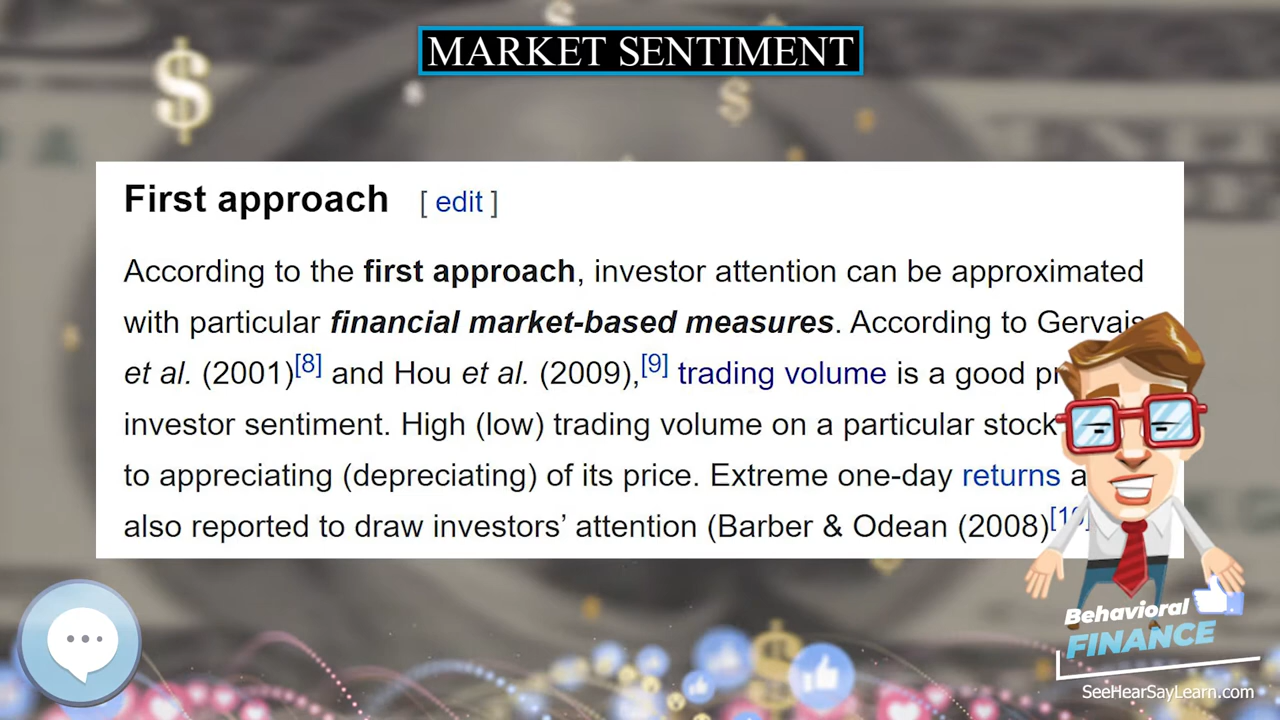 MARKET SENTIMENT
First approach [ edit ]
According to the first approach, investor attention can be approximated
with particular financial market-based measures. According to Gervais
et al. (2001)[8] and Hou et al. (2009),[9] trading volume is a good
investor sentiment. High (low) trading volume on a particular stock
to appreciating (depreciating) of its price. Extreme one-day returns
also reported to draw investors’ attention (Barber & Odean (2008)
Behavioral
FINANCE
SeeHearSayLearn.com